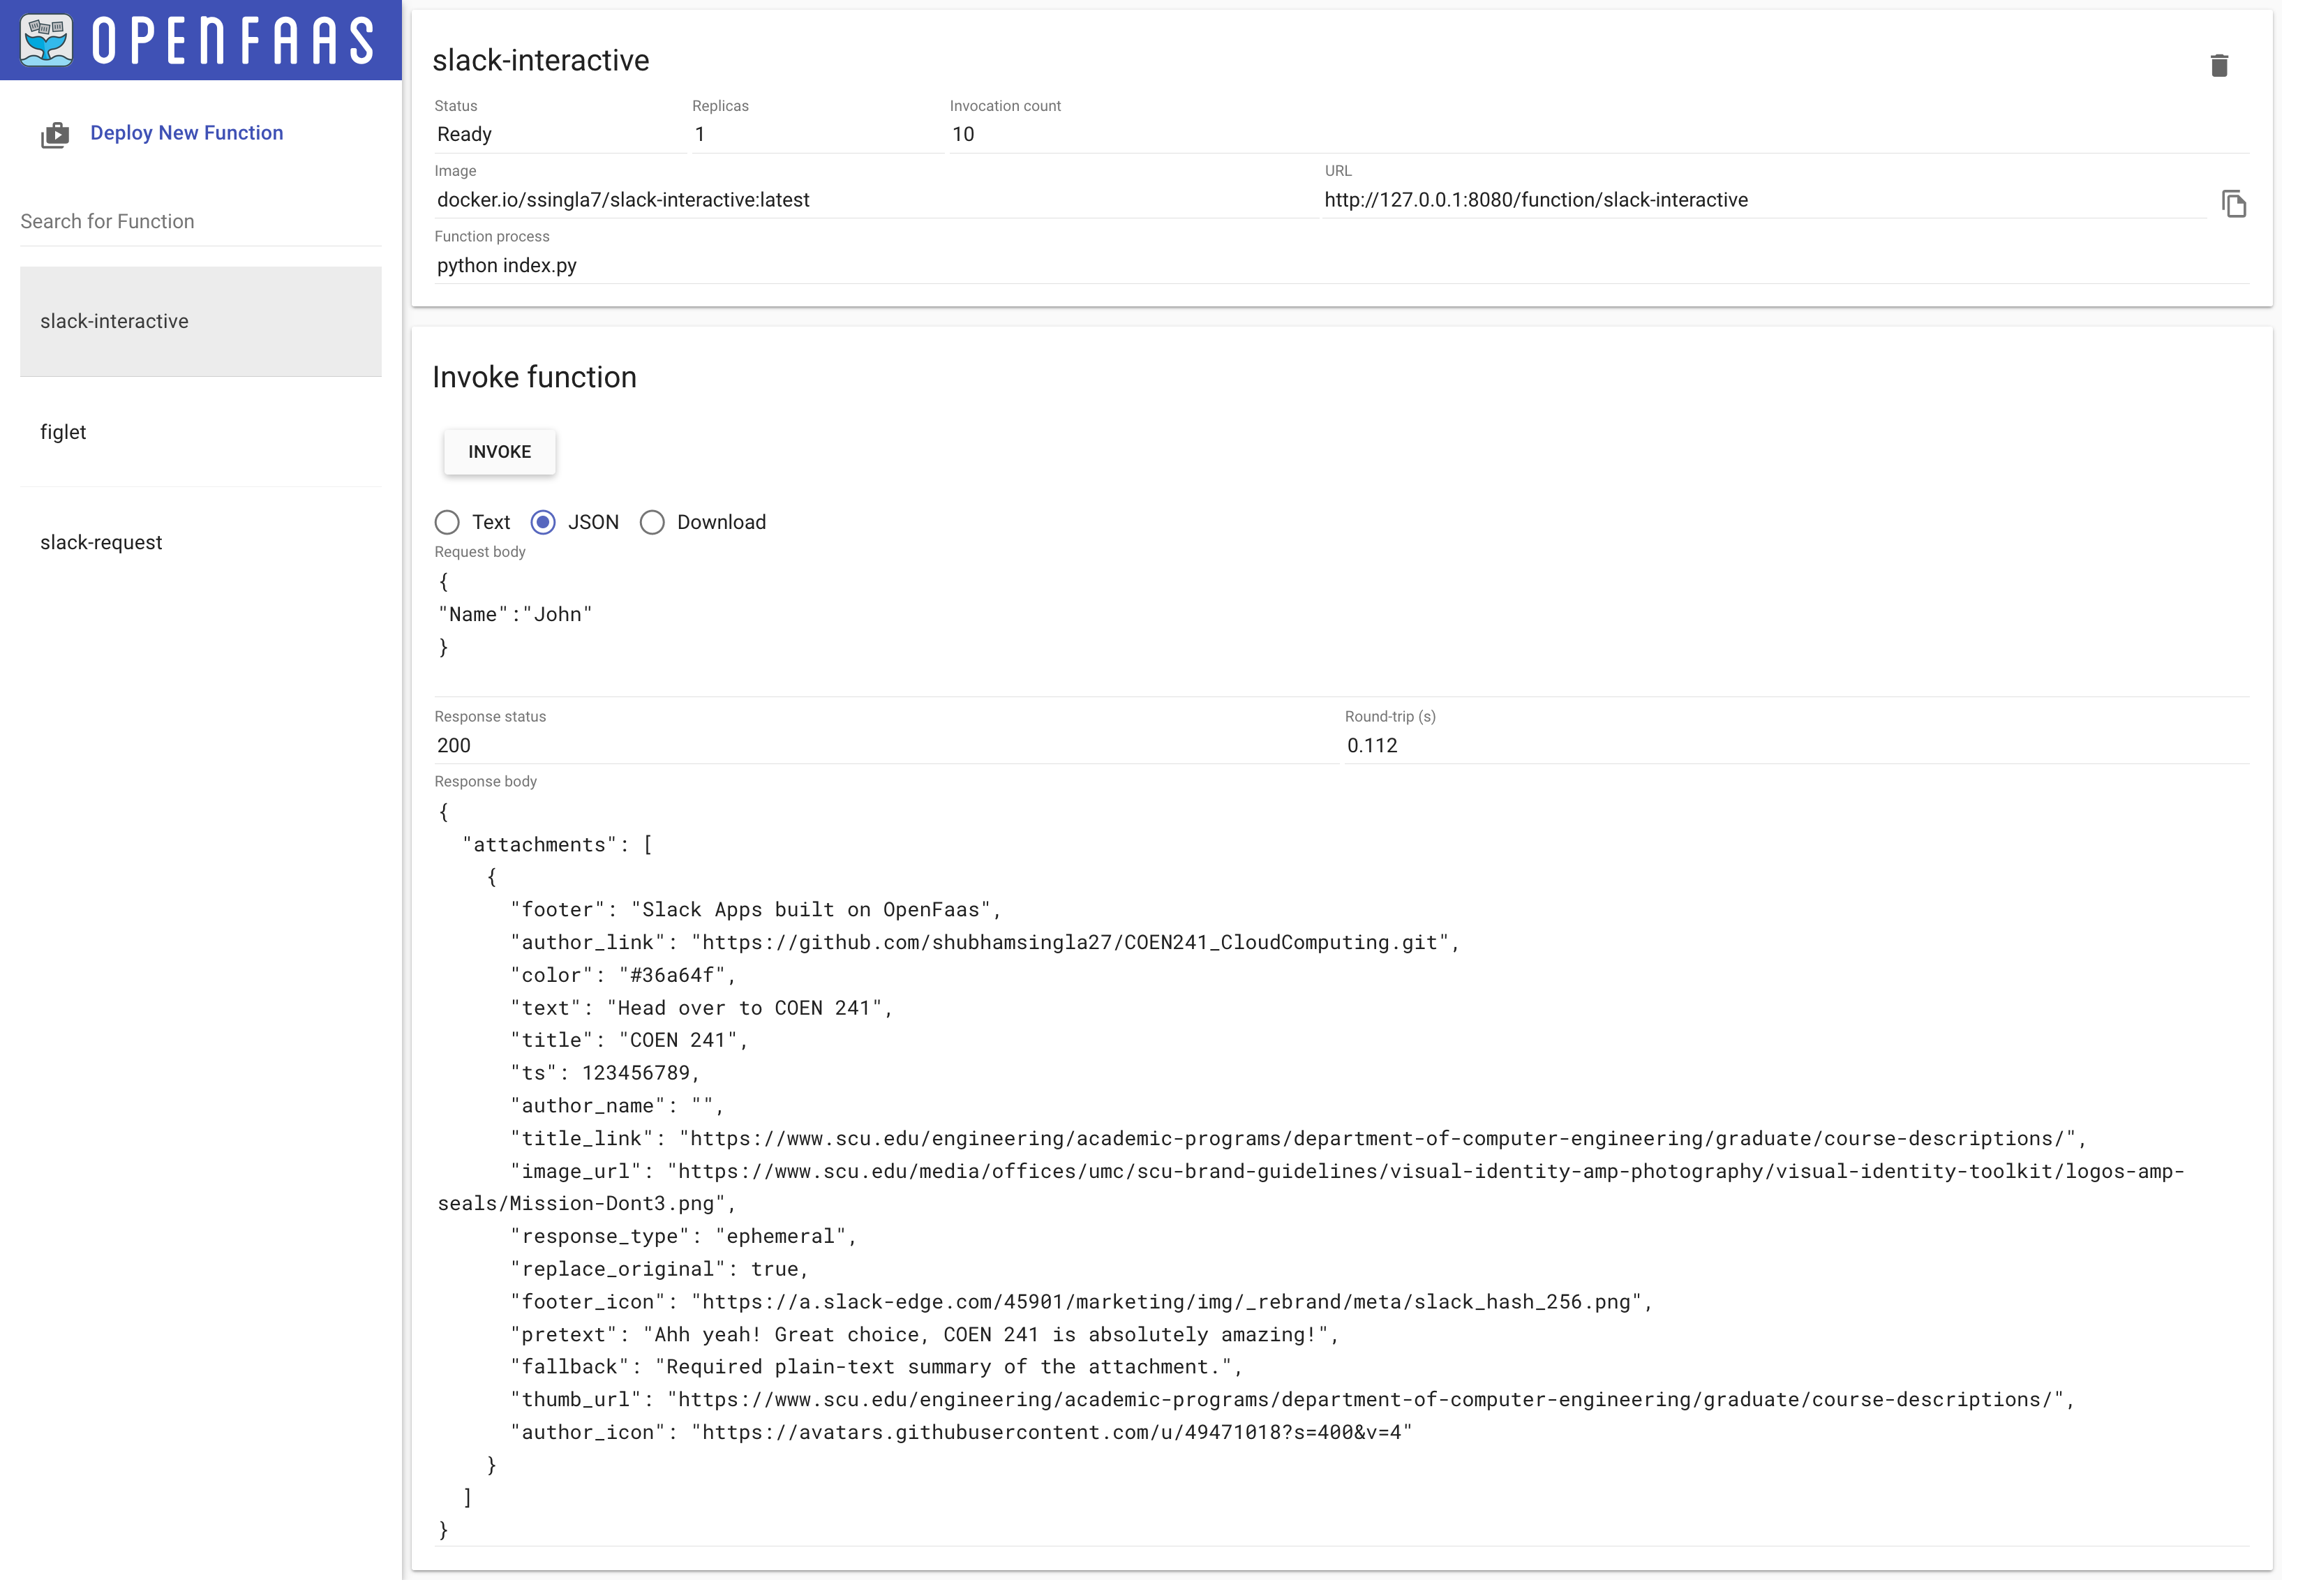 OPENFAAS
Deploy New Function
Search for Function
slack-interactive
figlet
slack-request
slack-interactive
Status
Replicas
Invocation count
Ready
1
10
Image
URL
docker.io/ssingla7/slack-interactive:latest
http://127.0.0.1:8080/function/slack-interactive
Function process
python index.py
Invoke function
INVOKE
Text JSON Download
Request body
{
"Name":"John"
}
Response status
Round-trip (s)
200
0.112
Response body
{
"attachments": [
{
"footer": "Slack Apps built on OpenFaas",
"author_link": "https://github.com/shubhamsingla27/COEN241_CloudComputing.git",
"color": "#36a64f",
"text": "Head over to COEN 241",
"title": "COEN 241",
"ts": 123456789,
"author_name": "",
"title_link": "https://www.scu.edu/engineering/academic-programs/department-of-computer-engineering/graduate/course-descriptions/",
"image_url": "https://www.scu.edu/media/offices/umc/scu-brand-guidelines/visual-identity-amp-photography/visual-identity-toolkit/logos-amp-
seals/Mission-Dont3.png",
"response_type": "ephemeral",
"replace_original": true,
"footer_icon": "https://a.slack-edge.com/45901/marketing/img/_rebrand/meta/slack_hash_256.png",
"pretext": "Ahh yeah! Great choice, COEN 241 is absolutely amazing!",
"fallback": "Required plain-text summary of the attachment.",
"thumb_url": "https://www.scu.edu/engineering/academic-programs/department-of-computer-engineering/graduate/course-descriptions/",
"author_icon": "https://avatars.githubusercontent.com/u/49471018?s=400&v=4"
}
]
}